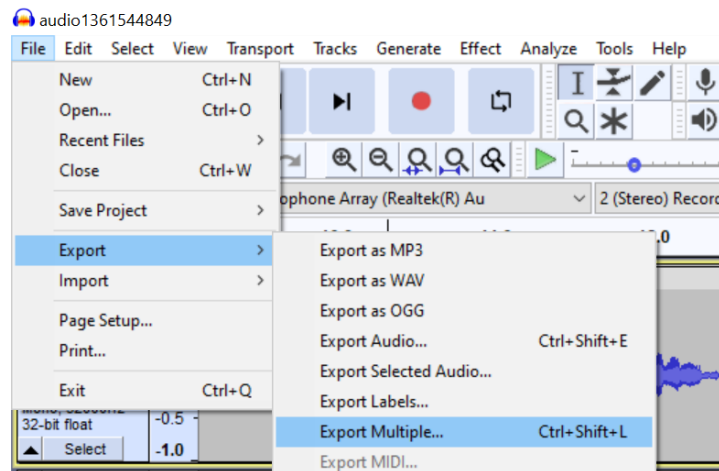 audio1361544849
File Edit Select View Transport Tracks Generate Effect Analyze Tools Help
New Ctrl+N
Open... Ctrl+O
Recent Files
Close Ctrl+W
Save Project
Export
Import
Page Setup...
Print...
Exit Ctrl+Q
ophone Array (Realtek(R) Au
2 (Stereo) Recor
.0
Export as MP3
Export as WAV
Export as OGG
Export Audio... Ctrl+Shift+E
Export Selected Audio...
Export Labels...
Export Multiple... Ctrl+Shift+L
Export MIDI...
32-bit float
Select
-0.5
-1.0